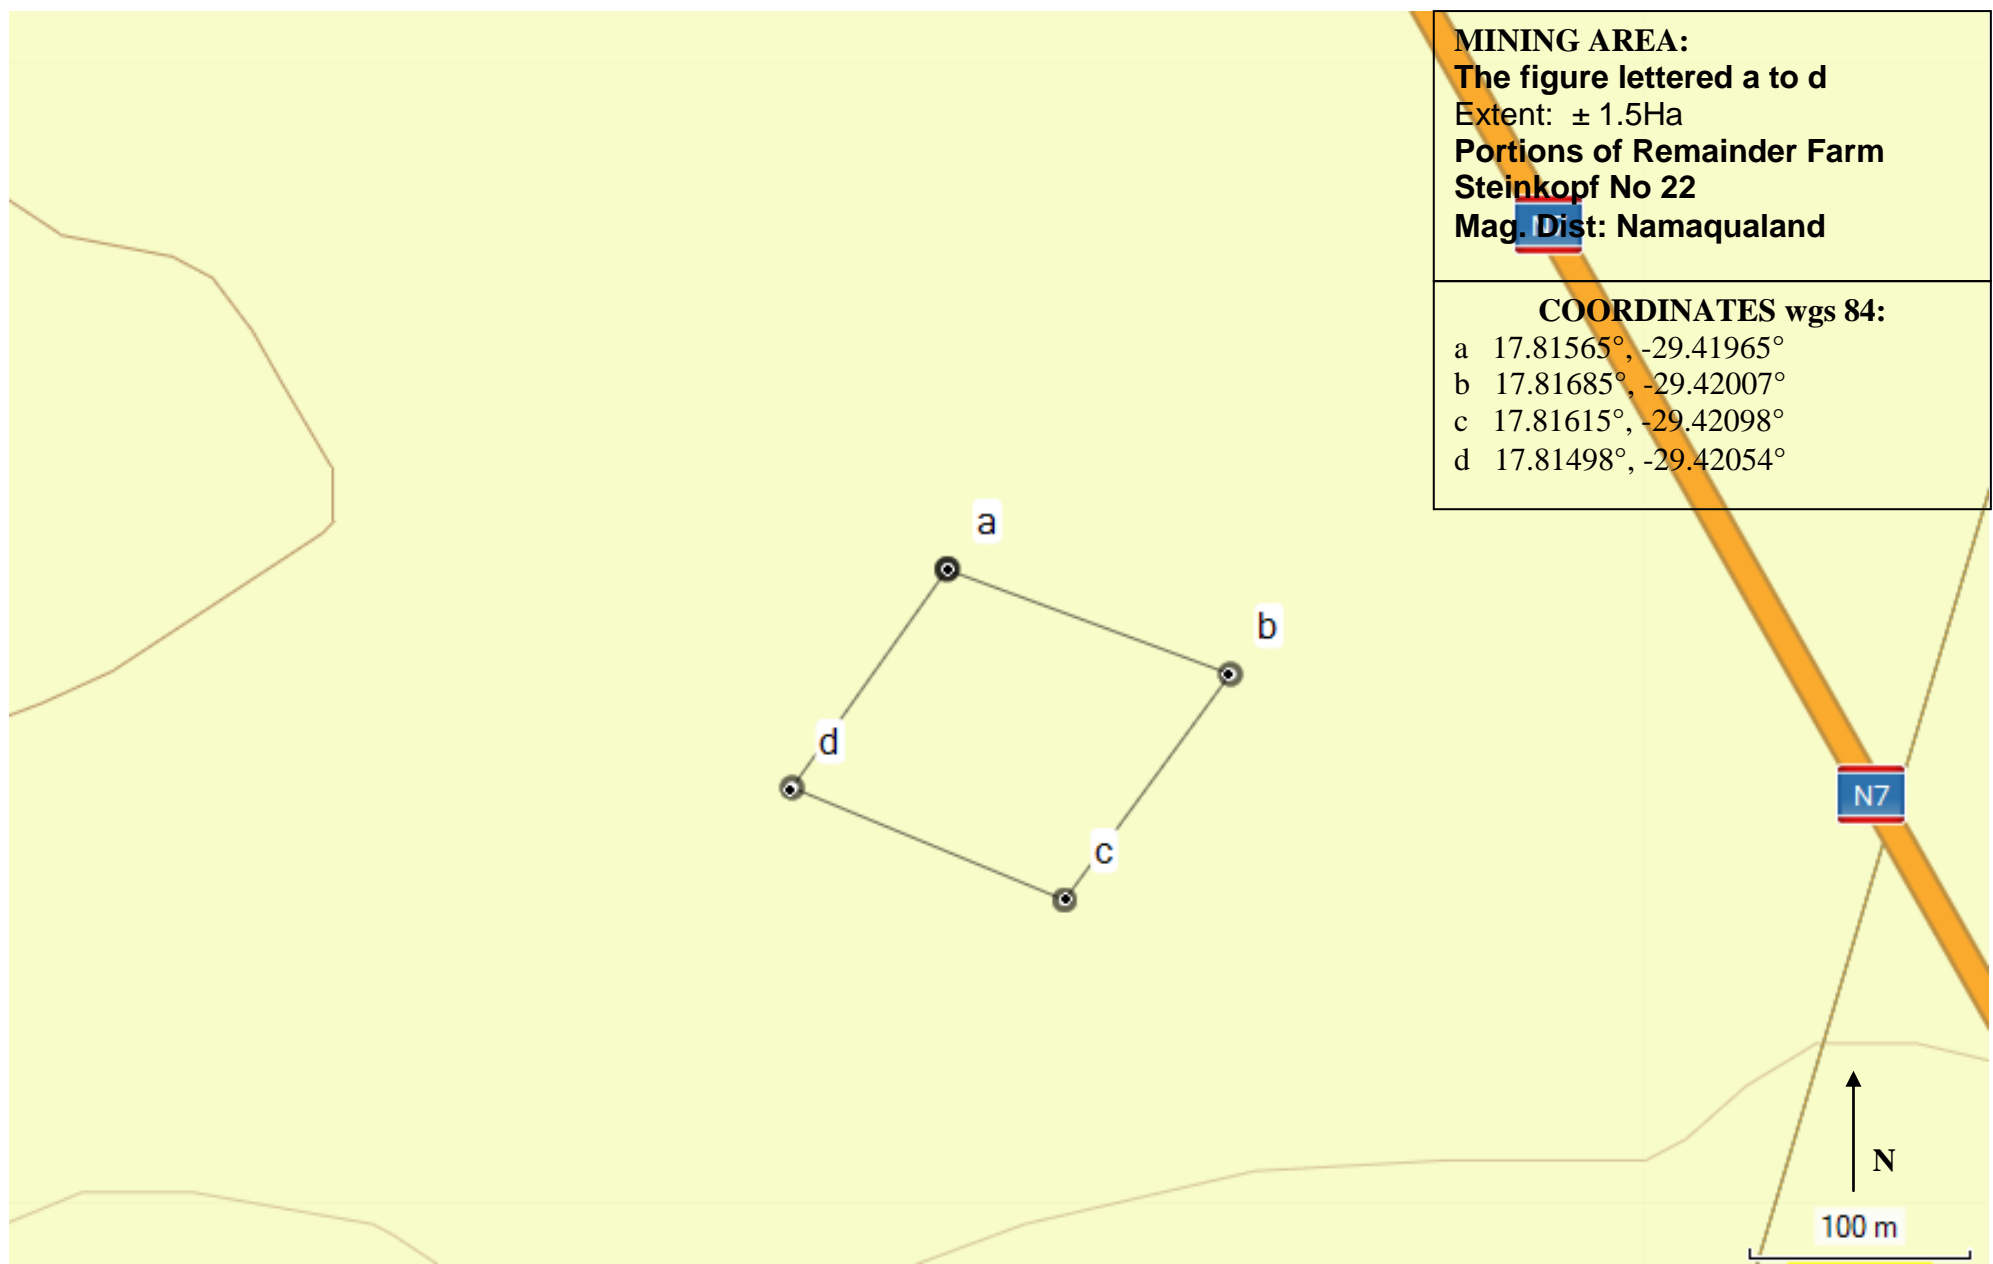 MINING AREA:
The figure lettered a to d
Extent: ± 1.5Ha
Portions of Remainder Farm
Steinkopf No 22
Mag. Dist: Namaqualand
COORDINATES wgs 84:
a 17.81565°, -29.41965°
b 17.81685°, -29.42007°
c 17.81615°, -29.42098°
d 17.81498°, -29.42054°
a
b
d
c
N7
N
100 m